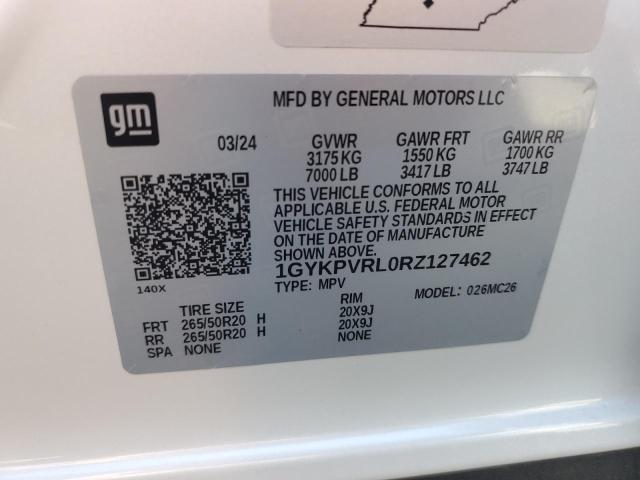 gm
MFD BY GENERAL MOTORS LLC
03/24 GVWR GAWR FRT GAWR RR
3175 KG 1550 KG 1700 KG
7000 LB 3417 LB 3747 LB
THIS VEHICLE CONFORMS TO ALL
APPLICABLE U.S. FEDERAL MOTOR
VEHICLE SAFETY STANDARDS IN EFFECT
ON THE DATE OF MANUFACTURE
SHOWN ABOVE.
1GYKPVRL0RZ127462
140X
TYPE: MPV MODEL: 026MC26
TIRE SIZE RIM
FRT 265/50R20 H 20X9J
RR 265/50R20 H 20X9J
SPA NONE NONE